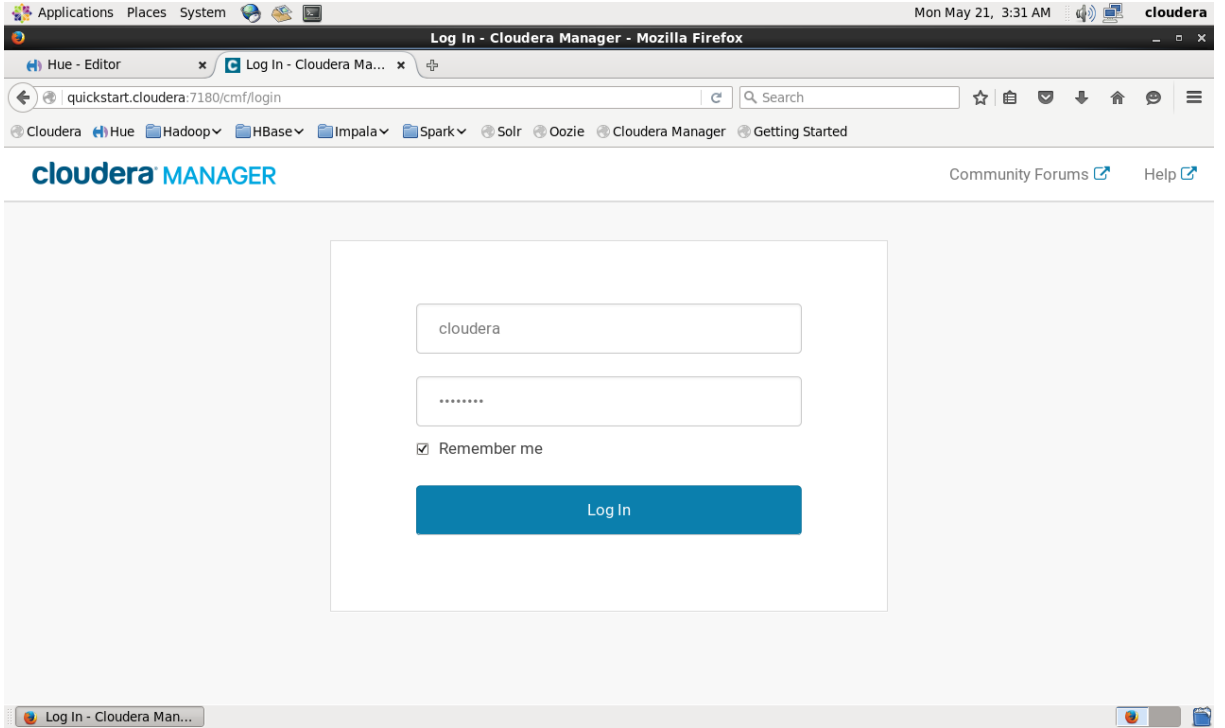 Applications Places System Mon May 21, 3:31 AM cloudera
Log In - Cloudera Manager - Mozilla Firefox
Hue - Editor Log In - Cloudera Ma...
quickstart.cloudera:7180/cmf/login Search
Cloudera Hue Hadoop HBase Impala Spark Solr Oozie Cloudera Manager Getting Started
cloudera MANAGER Community Forums Help
cloudera
••••••••
Remember me
Log In
Log In - Cloudera Man...